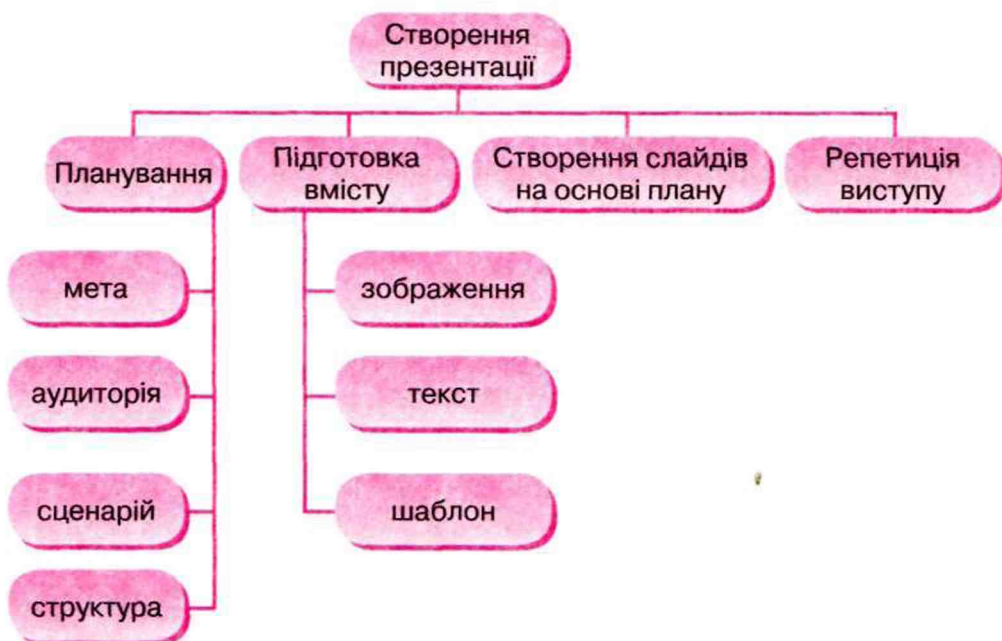 Створення
презентації
Планування
Підготовка
вмісту
Створення слайдів
на основі плану
Репетиція
виступу
мета
аудиторія
сценарій
структура
зображення
текст
шаблон